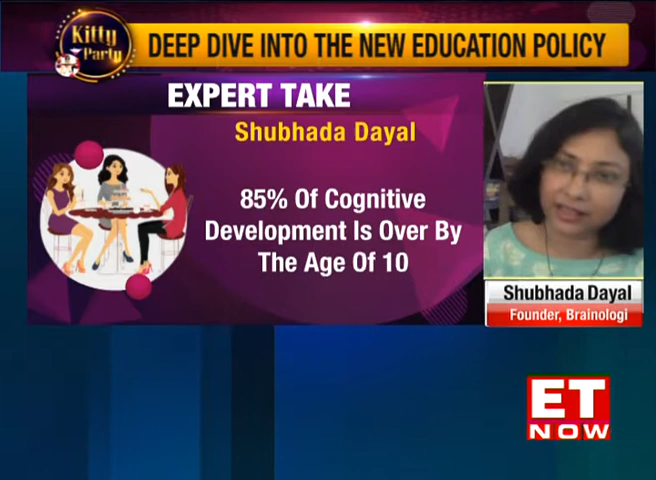 Kitty
Party
DEEP DIVE INTO THE NEW EDUCATION POLICY
EXPERT TAKE
Shubhada Dayal
85% Of Cognitive
Development Is Over By
The Age Of 10
Shubhada Dayal
Founder, Brainologi
ET
NOW